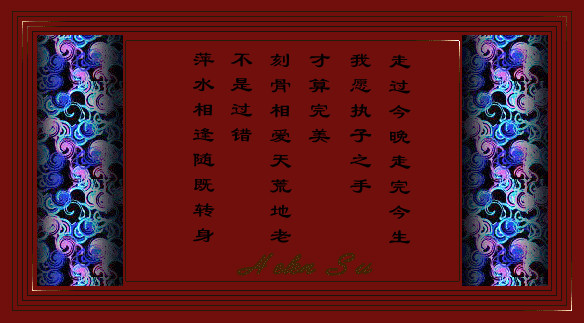 走过今晚走完今生
我愿执子之手
才算完美
刻骨相爱天荒地老
不是过错
萍水相逢随既转身